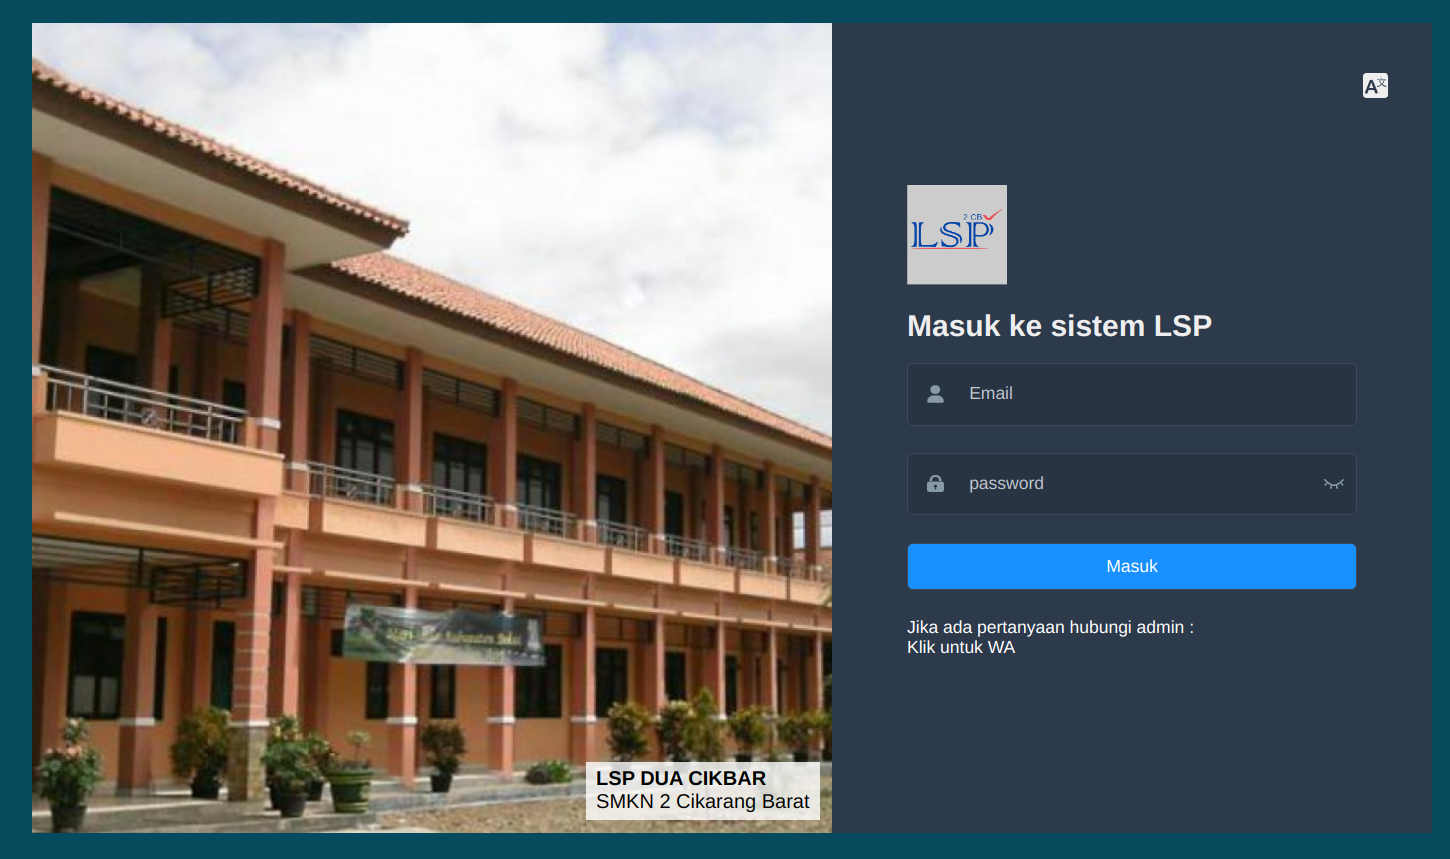 A文
2 CB
LSP
Masuk ke sistem LSP
Email
password
Masuk
Jika ada pertanyaan hubungi admin :
Klik untuk WA
LSP DUA CIKBAR
SMKN 2 Cikarang Barat